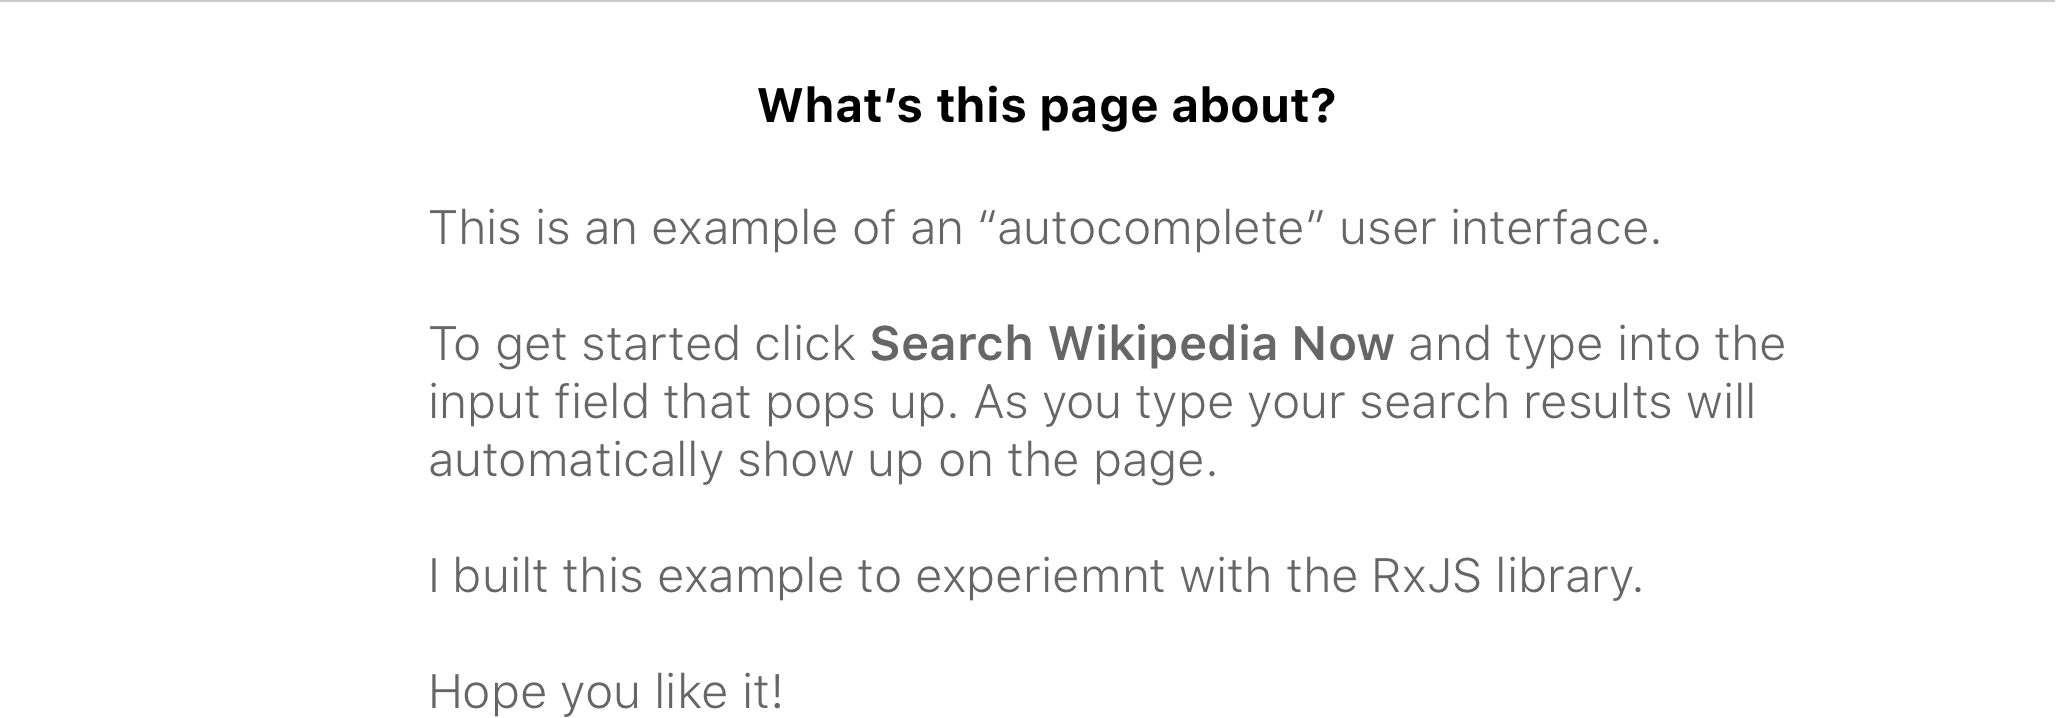 What’s this page about?
This is an example of an “autocomplete” user interface.
To get started click Search Wikipedia Now and type into the
input field that pops up. As you type your search results will
automatically show up on the page.
I built this example to experiemnt with the RxJS library.
Hope you like it!